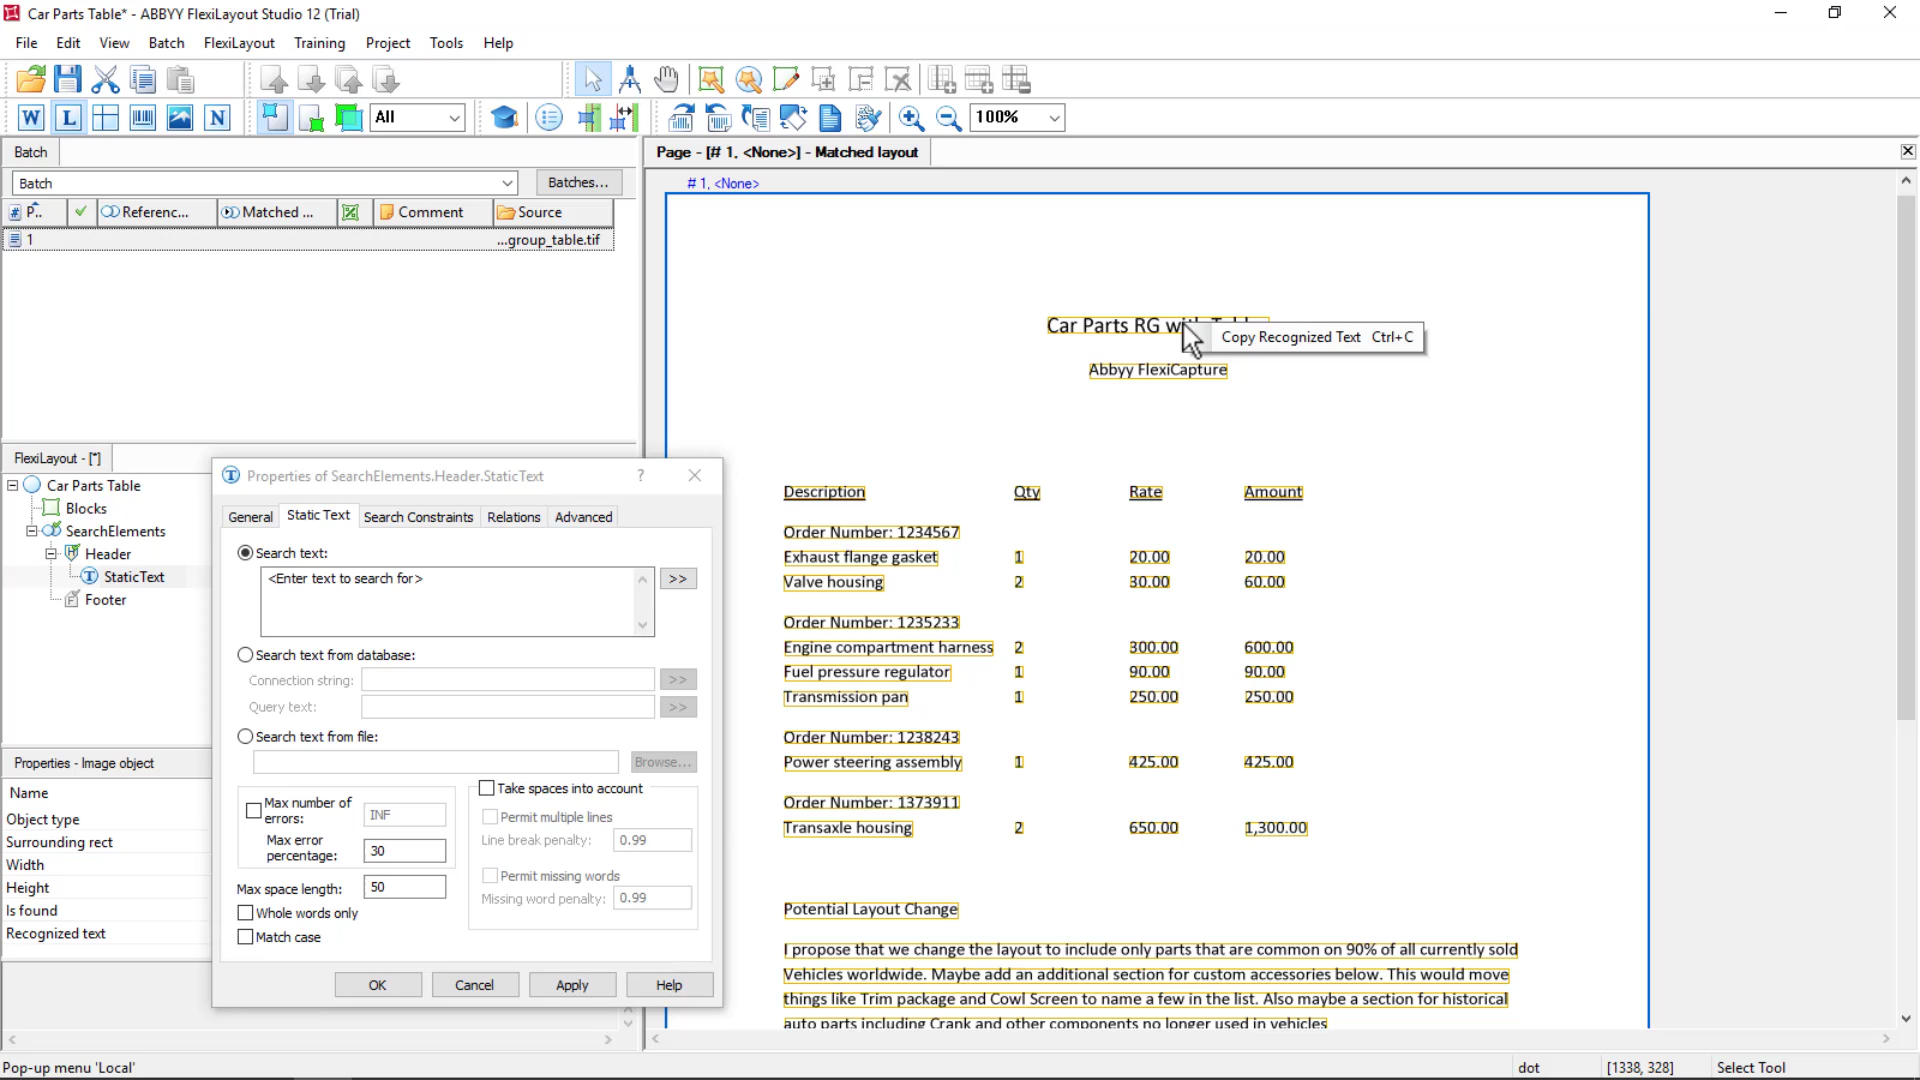 Car Parts Table* - ABBYY FlexiLayout Studio 12 (Trial)
File Edit View Batch FlexiLayout Training Project Tools Help
W L N All 100%
Batch
Page - [# 1, <None>] - Matched layout
Batch Batches...
# 1, <None>
# P.. Referenc... Matched ... Comment Source
1 ...group_table.tif
Car Parts RG with
Copy Recognized Text Ctrl+C
Abbyy FlexiCapture
FlexiLayout - [*]
Car Parts Table
Blocks
SearchElements
Header
StaticText
Footer
Properties - Image object
Name
Object type
Surrounding rect
Width
Height
Is found
Recognized text
Properties of SearchElements.Header.StaticText ?
General Static Text Search Constraints Relations Advanced
Search text:
<Enter text to search for> >>
Search text from database:
Connection string: >>
Query text: >>
Search text from file:
Browse...
Max number of errors: INF
Max error percentage: 30
Max space length: 50
Whole words only
Match case
Take spaces into account
Permit multiple lines
Line break penalty: 0.99
Permit missing words
Missing word penalty: 0.99
OK Cancel Apply Help
Description Qty Rate Amount
Order Number: 1234567
Exhaust flange gasket 1 20.00 20.00
Valve housing 2 30.00 60.00
Order Number: 1235233
Engine compartment harness 2 300.00 600.00
Fuel pressure regulator 1 90.00 90.00
Transmission pan 1 250.00 250.00
Order Number: 1238243
Power steering assembly 1 425.00 425.00
Order Number: 1373911
Transaxle housing 2 650.00 1,300.00
Potential Layout Change
I propose that we change the layout to include only parts that are common on 90% of all currently sold
Vehicles worldwide. Maybe add an additional section for custom accessories below. This would move
things like Trim package and Cowl Screen to name a few in the list. Also maybe a section for historical
auto parts including Crank and other components no longer used in vehicles
Pop-up menu 'Local' dot [1338, 328] Select Tool